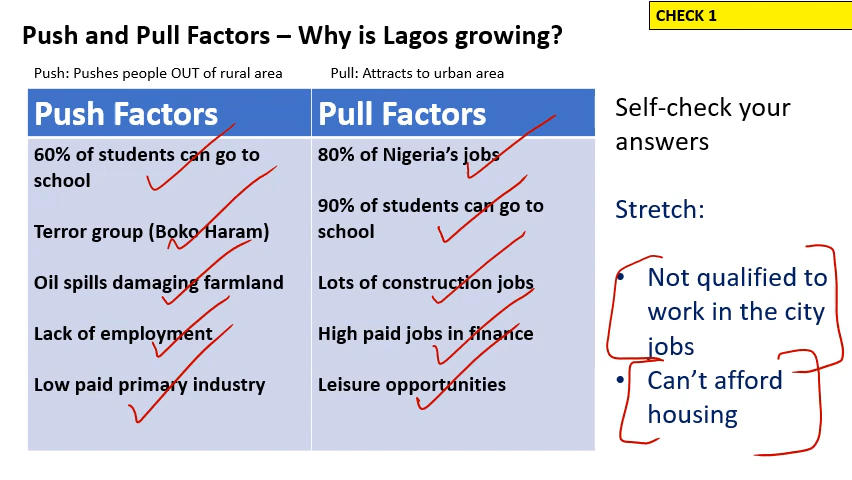 CHECK 1
Push and Pull Factors – Why is Lagos growing?
Push: Pushes people OUT of rural area
Pull: Attracts to urban area
Push Factors
60% of students can go to
school
Terror group (Boko Haram)
Oil spills damaging farmland
Lack of employment
Low paid primary industry
Pull Factors
80% of Nigeria’s jobs
90% of students can go to
school
Lots of construction jobs
High paid jobs in finance
Leisure opportunities
Self-check your
answers
Stretch:
• Not qualified to
work in the city
jobs
• Can’t afford
housing